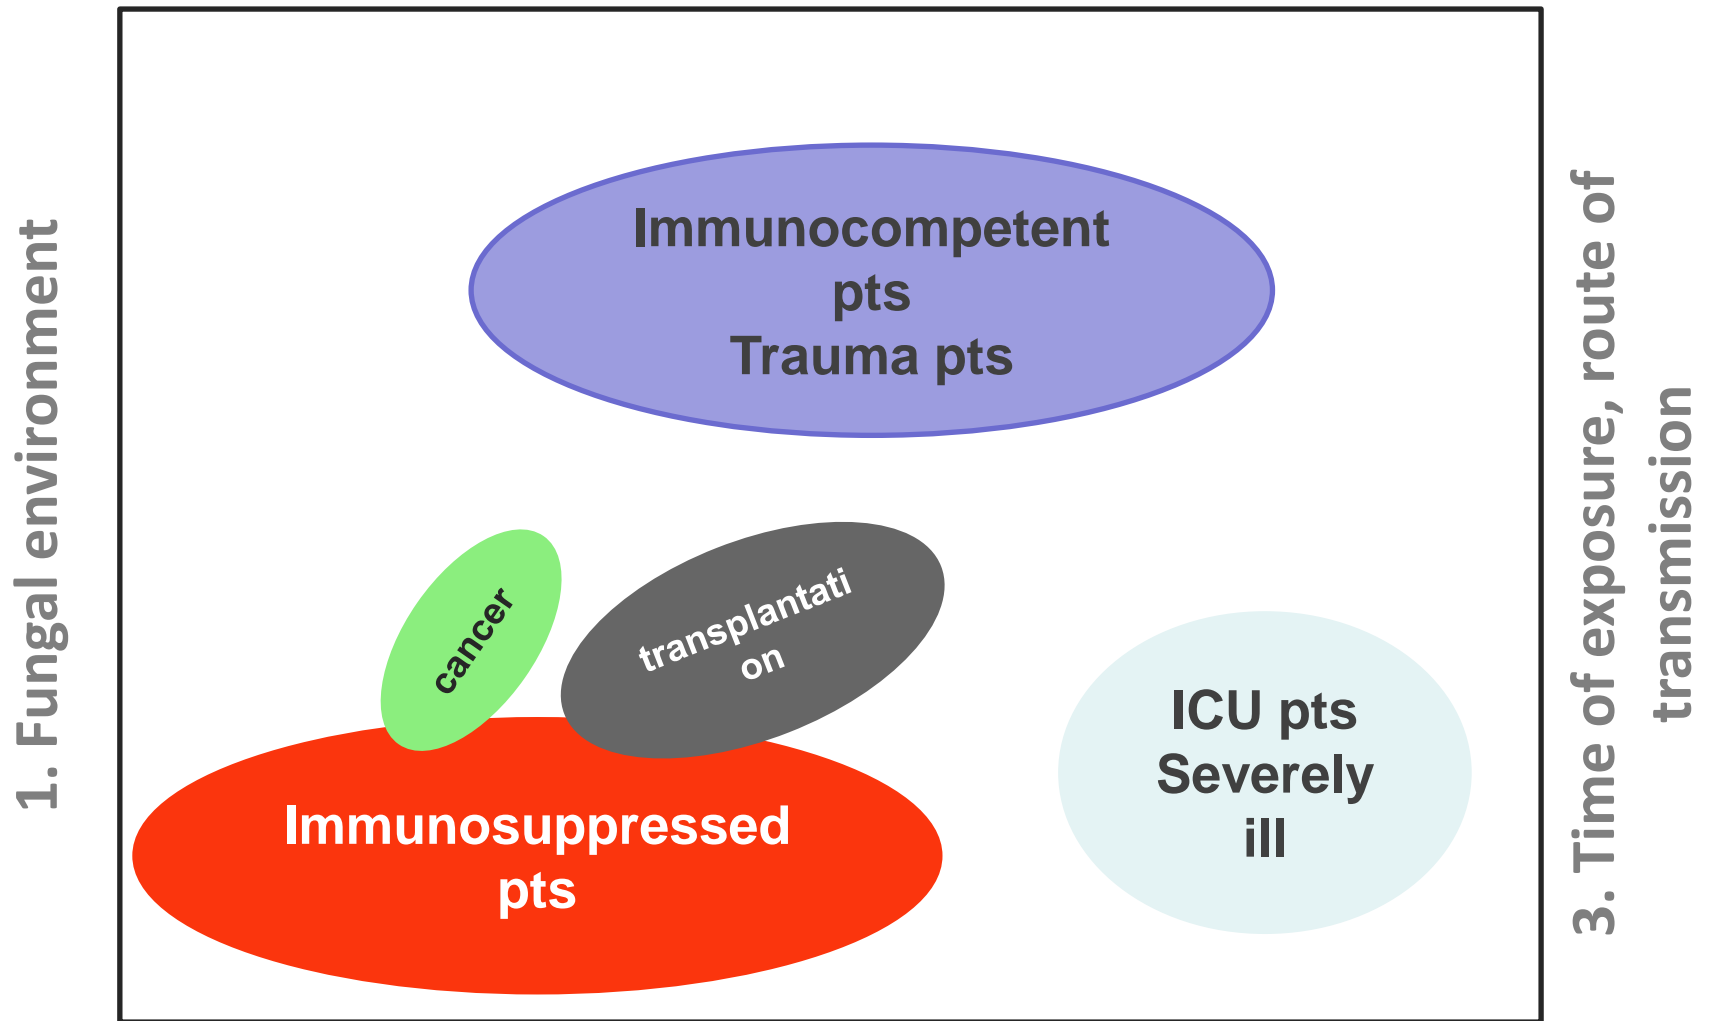 1. Fungal environment
Immunocompetent
pts
Trauma pts
cancer
transplantati
on
Immunosuppressed
pts
ICU pts
Severely
ill
3. Time of exposure, route of
transmission